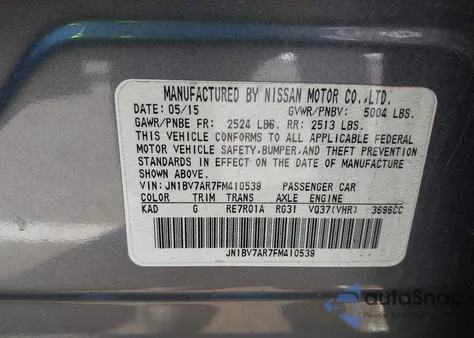 MANUFACTURED BY NISSAN MOTOR CO.,LTD.
DATE: 05/15 GVWR/PNBV: 5004 LBS.
GAWR/PNBE FR: 2524 LBS. RR: 2513 LBS.
THIS VEHICLE CONFORMS TO ALL APPLICABLE FEDERAL
MOTOR VEHICLE SAFETY,BUMPER,AND THEFT PREVENTION
STANDARDS IN EFFECT ON THE DATE OF MANUFACTURE
SHOWN ABOVE.
VIN: JN1BV7AR7FM410539 PASSENGER CAR
COLOR TRIM TRANS AXLE ENGINE
KAD G RE7R01A RG31 VQ37(VHR) 3696CC
JN1BV7AR7FM410539
autoSnap